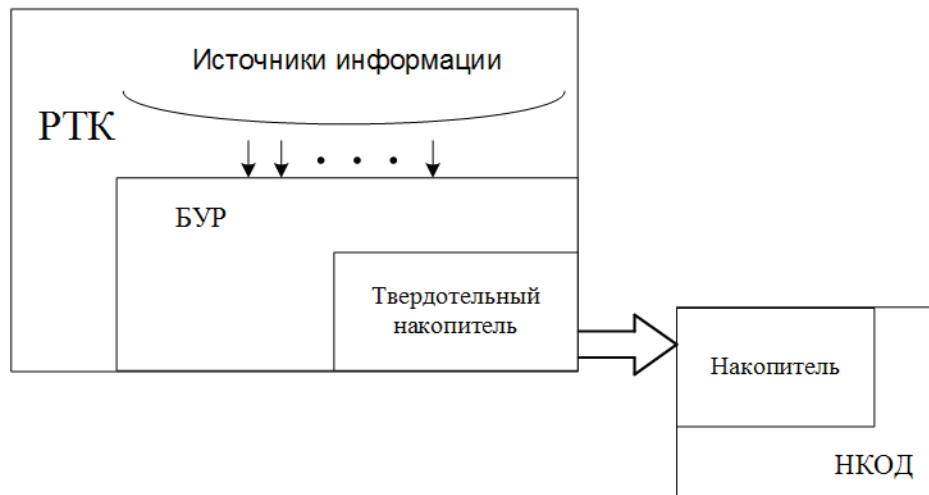 Источники информации
РТК
БУР
Твердотельный
накопитель
Накопитель
НКОД